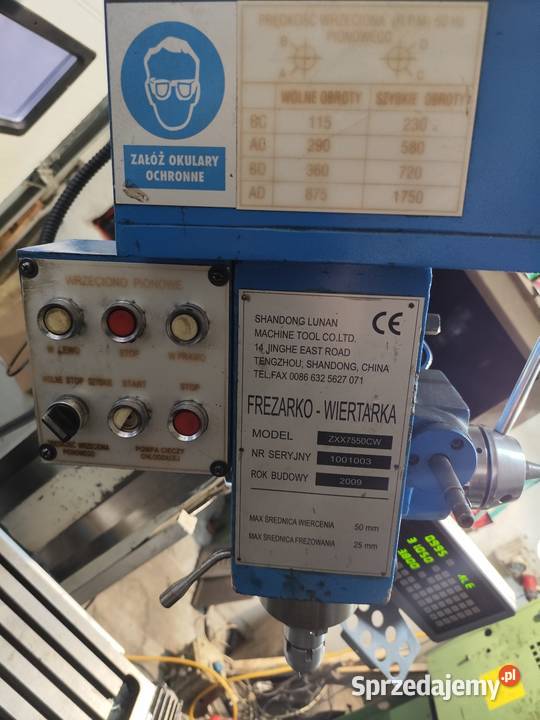 PRĘDKOŚĆ WRZECIONA (R.P.M) 50 Hz
PIONOWEGO
B D
A C
WOLNE OBROTY SZYBKIE OBROTY
BC 115 230
AC 290 580
BD 360 720
AD 875 1750
ZAŁÓŻ OKULARY
OCHRONNE
WRZECIONO PIONOWE
W LEWO STOP W PRAWO
WOLNE STOP SZYBKIE START STOP
WRZECIONA POMPA CIECZY
PIONOWEGO CHŁODZĄCEJ
CE
SHANDONG LUNAN
MACHINE TOOL CO.LTD.
14 JINGHE EAST ROAD
TENGZHOU, SHANDONG, CHINA
TEL,FAX 0086 632 5627 071
FREZARKO - WIERTARKA
MODEL ZXX7550CW
NR SERYJNY 1001003
ROK BUDOWY 2009
MAX ŚREDNICA WIERCENIA 50 mm
MAX ŚREDNICA FREZOWANIA 25 mm
Sprzedajemy.pl